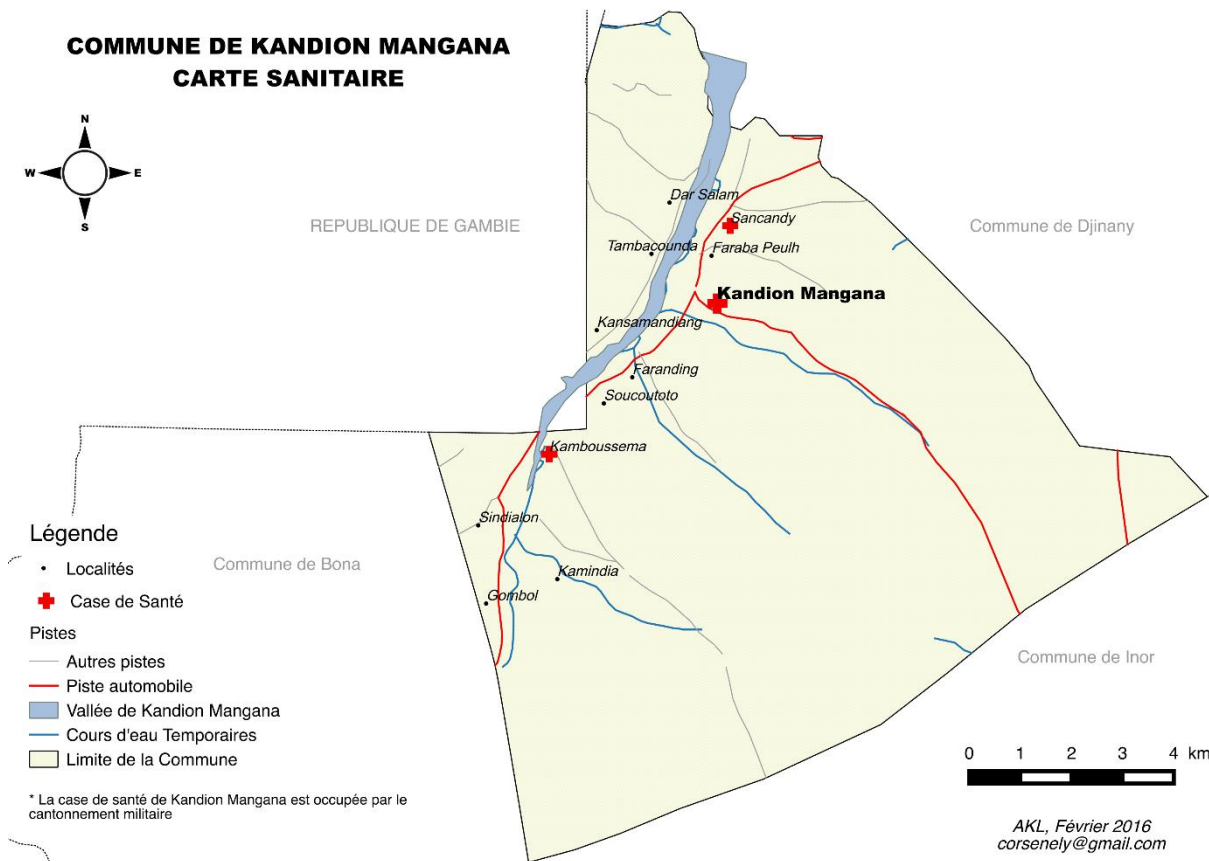 COMMUNE DE KANDION MANGANA
CARTE SANITAIRE
N
W
E
S
REPUBLIQUE DE GAMBIE
Commune de Djinany
Dar Salam
Sancandy
Tambacounda
Faraba Peulh
Kandion Mangana
Kansamandiang
Faranding
Soucoutoto
Kamboussema
Sindialon
Commune de Bona
Kamindia
Gombol
Commune de Inor
Légende
Localités
Case de Santé
Pistes
Autres pistes
Piste automobile
Vallée de Kandion Mangana
Cours d'eau Temporaires
Limite de la Commune
* La case de santé de Kandion Mangana est occupée par le
cantonnement militaire
0 1 2 3 4 km
AKL, Février 2016
corsenely@gmail.com